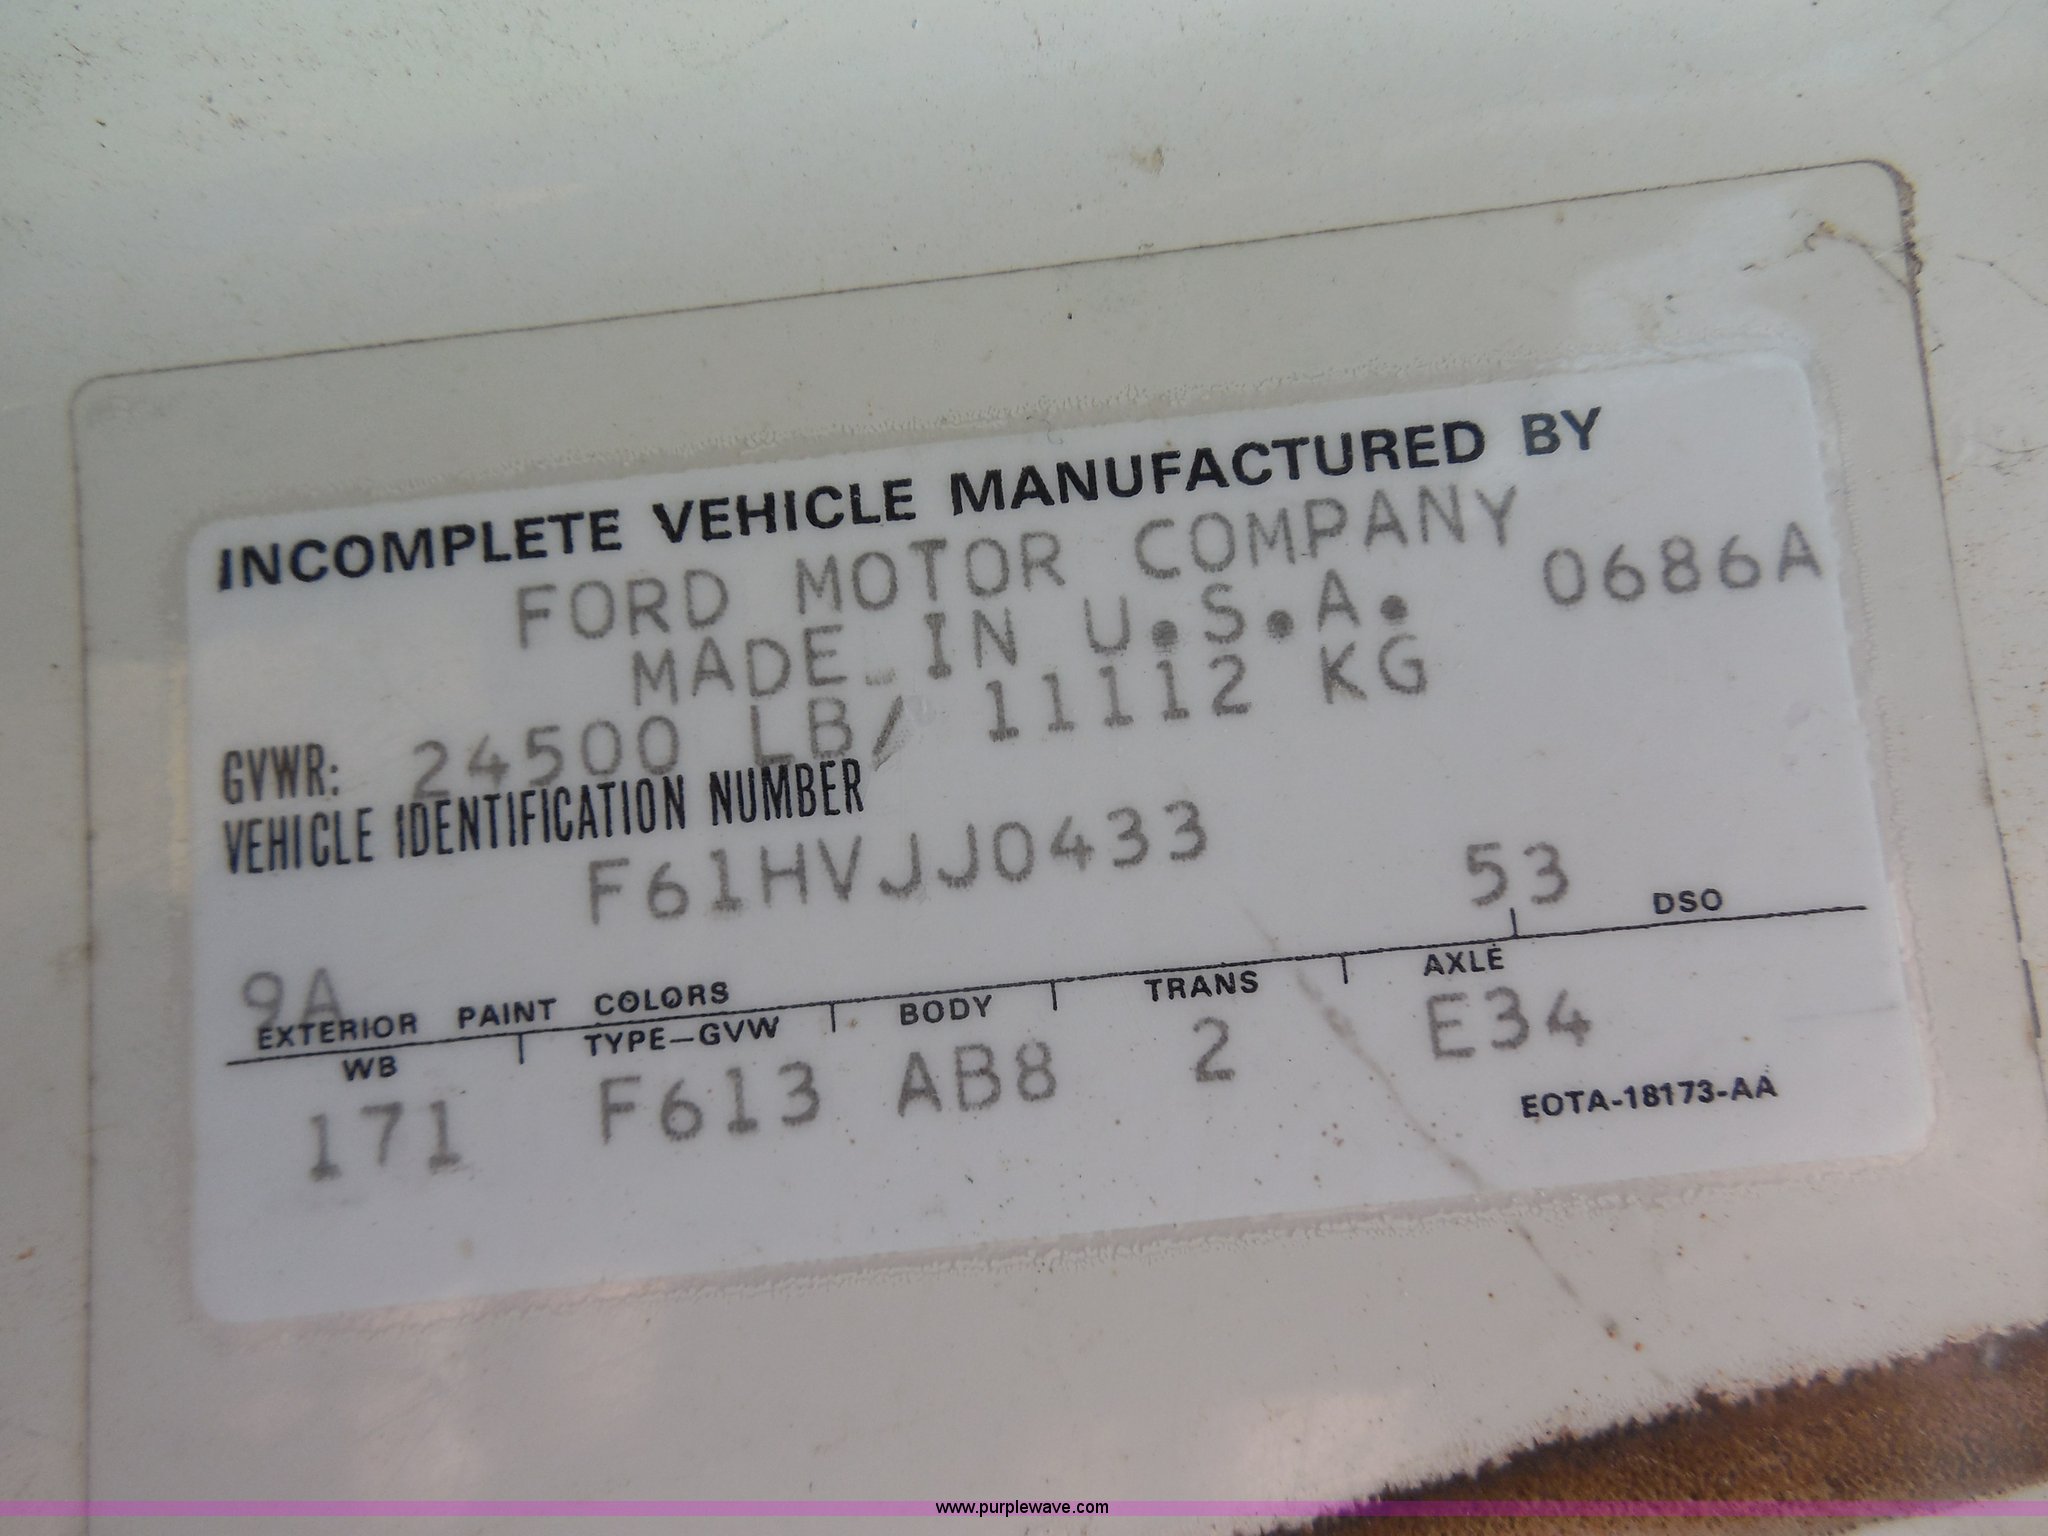 INCOMPLETE VEHICLE MANUFACTURED BY
FORD MOTOR COMPANY
MADE IN U.S.A. 0686A
GVWR: 24500 LB/ 11112 KG
VEHICLE IDENTIFICATION NUMBER
F61HVJJ0433
9A 53
EXTERIOR PAINT COLORS DSO
WB TYPE-GVW BODY TRANS AXLE
171 F613 AB8 2 E34
EOTA-18173-AA
www.purplewave.com